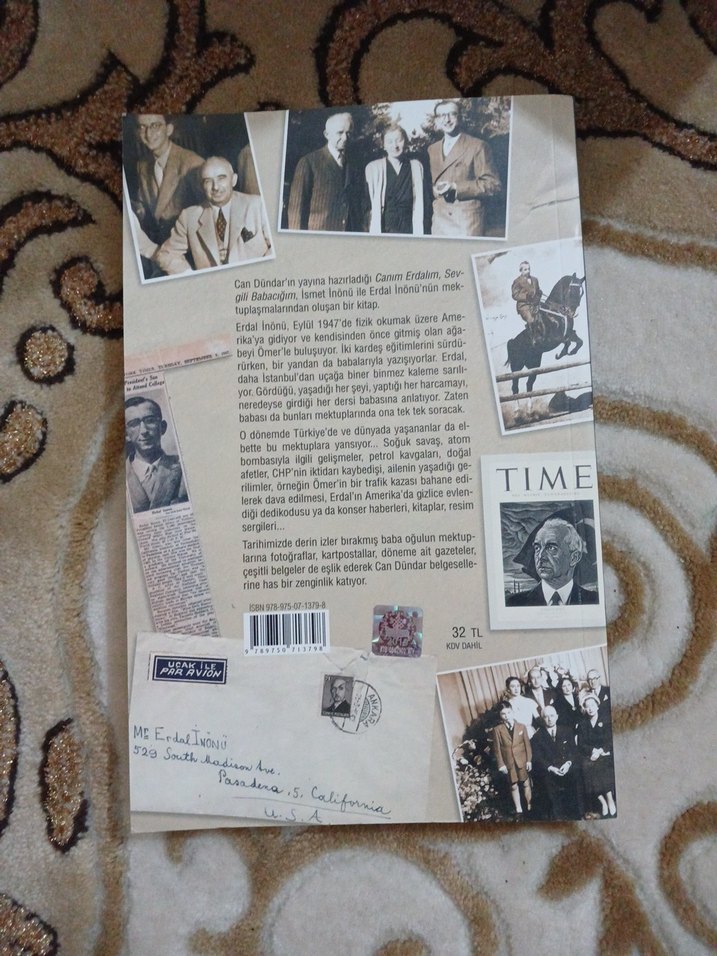 Can Dündar'ın yayına hazırladığı Canım Erdalım, Sev-
gili Babacığım, İsmet İnönü ile Erdal İnönü'nün mek-
tuplaşmalarından oluşan bir kitap.
Erdal İnönü, Eylül 1947'de fizik okumak üzere Ame-
rika'ya gidiyor ve kendisinden önce gitmiş olan ağa-
beyi Ömer'le buluşuyor. İki kardeş eğitimlerini sürdü-
rürken, bir yandan da babalarıyla yazışıyorlar. Erdal,
daha İstanbul'dan uçağa biner binmez kaleme sarılı-
yor. Gördüğü, yaşadığı her şeyi, yaptığı her harcamayı,
neredeyse girdiği her dersi babasına anlatıyor. Zaten
babası da bunları mektuplarında ona tek tek soracak.
O dönemde Türkiye'de ve dünyada yaşananlar da el-
bette bu mektuplara yansıyor... Soğuk savaş, atom
bombasıyla ilgili gelişmeler, petrol kavgaları, doğal
afetler, CHP'nin iktidarı kaybedişi, ailenin yaşadığı ge-
rilimler, örneğin Ömer'in bir trafik kazası bahane edi-
lerek dava edilmesi, Erdal'ın Amerika'da gizlice evlen-
diği dedikodusu ya da konser haberleri, kitaplar, resim
sergileri...
Tarihimizde derin izler bırakmış baba oğulun mektup-
larına fotoğraflar, kartpostallar, döneme ait gazeteler,
çeşitli belgeler de eşlik ederek Can Dündar belgeselle-
rine has bir zenginlik katıyor.
President's Son
to Attend College
TIME
ISBN 978-975-07-1379-8
9 789750 713798
32 TL
KDV DAHİL
UÇAK İLE
PAR AVION
ANKARA
Mr Erdal İNÖNÜ
529 South Madison Ave.
Pasadena, 5, California
U.S.A